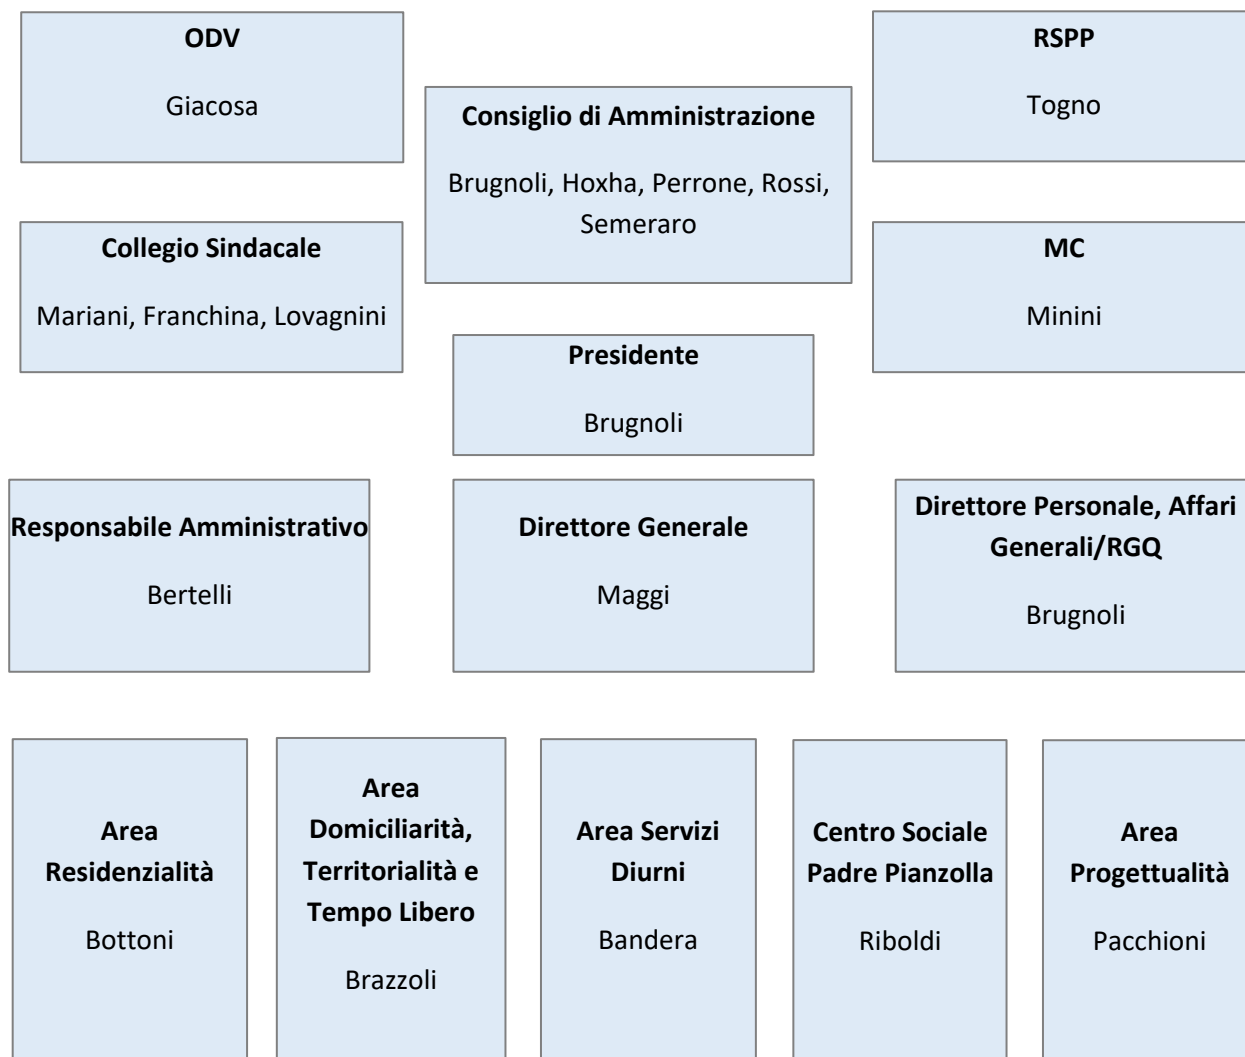 ODV
Giacosa
RSPP
Togno
Consiglio di Amministrazione
Brugnoli, Hoxha, Perrone, Rossi,
Semeraro
Collegio Sindacale
Mariani, Franchina, Lovagnini
MC
Minini
Presidente
Brugnoli
Responsabile Amministrativo
Bertelli
Direttore Generale
Maggi
Direttore Personale, Affari
Generali/RGQ
Brugnoli
Area
Residenzialità
Bottoni
Area
Domiciliarità,
Territorialità e
Tempo Libero
Brazzoli
Area Servizi
Diurni
Bandera
Centro Sociale
Padre Pianzolla
Riboldi
Area
Progettualità
Pacchioni